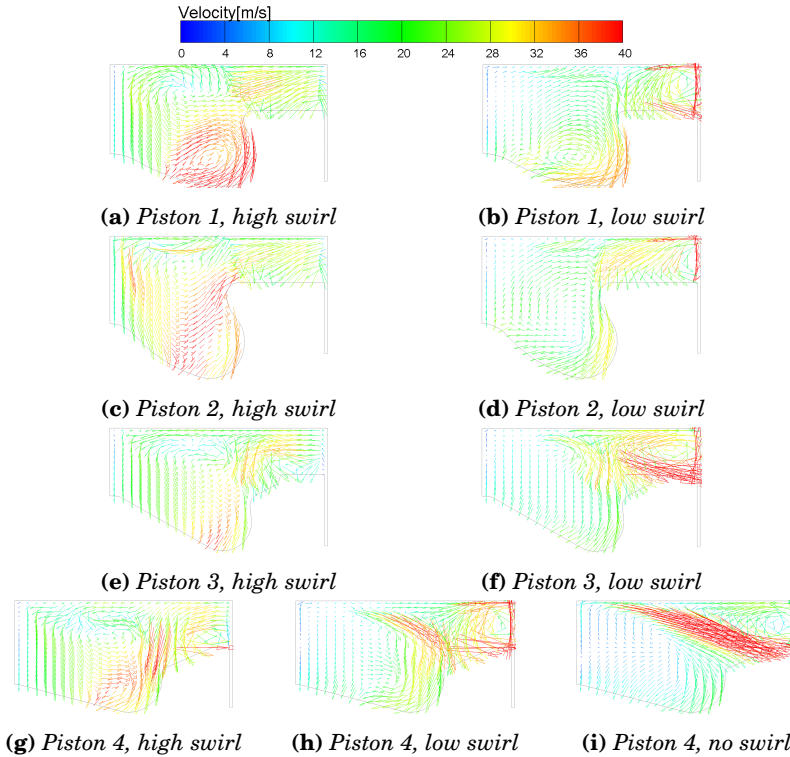 Velocity[m/s]
0 4 8 12 16 20 24 28 32 36 40
(a) Piston 1, high swirl
(b) Piston 1, low swirl
(c) Piston 2, high swirl
(d) Piston 2, low swirl
(e) Piston 3, high swirl
(f) Piston 3, low swirl
(g) Piston 4, high swirl
(h) Piston 4, low swirl
(i) Piston 4, no swirl